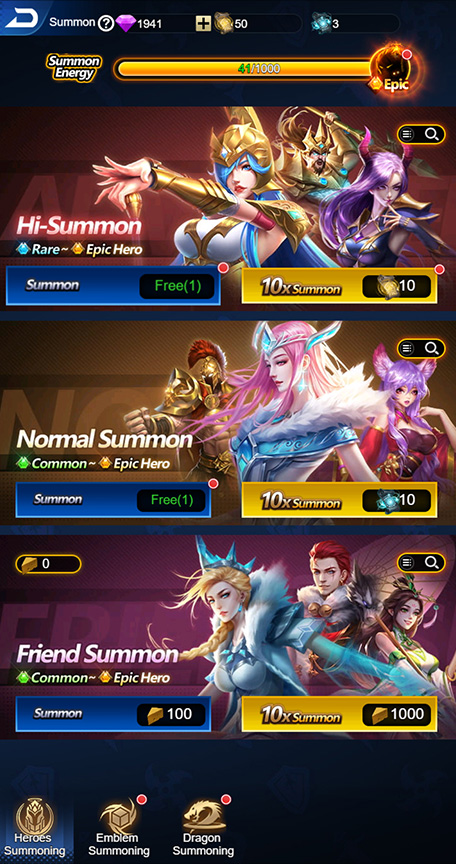 Summon ? 1941 50 3
Summon
Energy
41/1000
Epic
Hi-Summon
Rare~ Epic Hero
Summon Free(1) 10x Summon 10
Normal Summon
Common~ Epic Hero
Summon Free(1) 10x Summon 10
0
Friend Summon
Common~ Epic Hero
Summon 100 10x Summon 1000
Heroes Emblem Dragon
Summoning Summoning Summoning